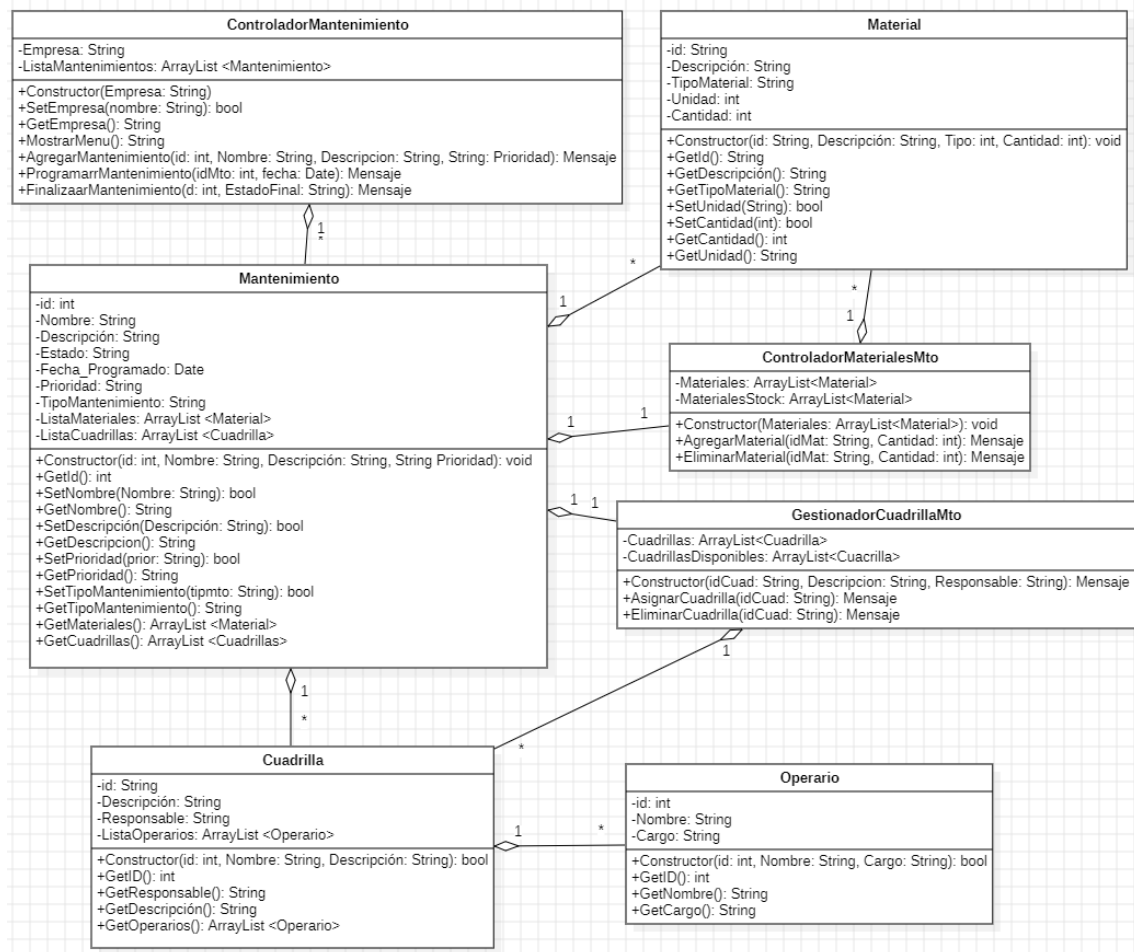 ControladorMantenimiento
-Empresa: String
-ListaMantenimientos: ArrayList <Mantenimiento>
+Constructor(Empresa: String)
+SetEmpresa(nombre: String): bool
+GetEmpresa(): String
+MostrarMenu(): String
+AgregarMantenimiento(id: int, Nombre: String, Descripcion: String, String: Prioridad): Mensaje
+ProgramarrMantenimiento(idMto: int, fecha: Date): Mensaje
+FinalizaarMantenimiento(d: int, EstadoFinal: String): Mensaje
1
*
Material
-id: String
-Descripción: String
-TipoMaterial: String
-Unidad: int
-Cantidad: int
+Constructor(id: String, Descripción: String, Tipo: int, Cantidad: int): void
+GetId(): String
+GetDescripción(): String
+GetTipoMaterial(): String
+SetUnidad(String): bool
+SetCantidad(int): bool
+GetCantidad(): int
+GetUnidad(): String
Mantenimiento
-id: int
-Nombre: String
-Descripción: String
-Estado: String
-Fecha_Programado: Date
-Prioridad: String
-TipoMantenimiento: String
-ListaMateriales: ArrayList <Material>
-ListaCuadrillas: ArrayList <Cuadrilla>
+Constructor(id: int, Nombre: String, Descripción: String, String Prioridad): void
+GetId(): int
+SetNombre(Nombre: String): bool
+GetNombre(): String
+SetDescripción(Descripción: String): bool
+GetDescripcion(): String
+SetPrioridad(prior: String): bool
+GetPrioridad(): String
+SetTipoMantenimiento(tipmto: String): bool
+GetTipoMantenimiento(): String
+GetMateriales(): ArrayList <Material>
+GetCuadrillas(): ArrayList <Cuadrillas>
1
*
*
1
ControladorMaterialesMto
-Materiales: ArrayList<Material>
-MaterialesStock: ArrayList<Material>
+Constructor(Materiales: ArrayList<Material>): void
+AgregarMaterial(idMat: String, Cantidad: int): Mensaje
+EliminarMaterial(idMat: String, Cantidad: int): Mensaje
1
1
1
1
GestionadorCuadrillaMto
-Cuadrillas: ArrayList<Cuadrilla>
-CuadrillasDisponibles: ArrayList<Cuacrilla>
+Constructor(idCuad: String, Descripcion: String, Responsable: String): Mensaje
+AsignarCuadrilla(idCuad: String): Mensaje
+EliminarCuadrilla(idCuad: String): Mensaje
1
*
1
*
Cuadrilla
-id: String
-Descripción: String
-Responsable: String
-ListaOperarios: ArrayList <Operario>
+Constructor(id: int, Nombre: String, Descripción: String): bool
+GetID(): int
+GetResponsable(): String
+GetDescripción(): String
+GetOperarios(): ArrayList <Operario>
1
*
Operario
-id: int
-Nombre: String
-Cargo: String
+Constructor(id: int, Nombre: String, Cargo: String): bool
+GetID(): int
+GetNombre(): String
+GetCargo(): String